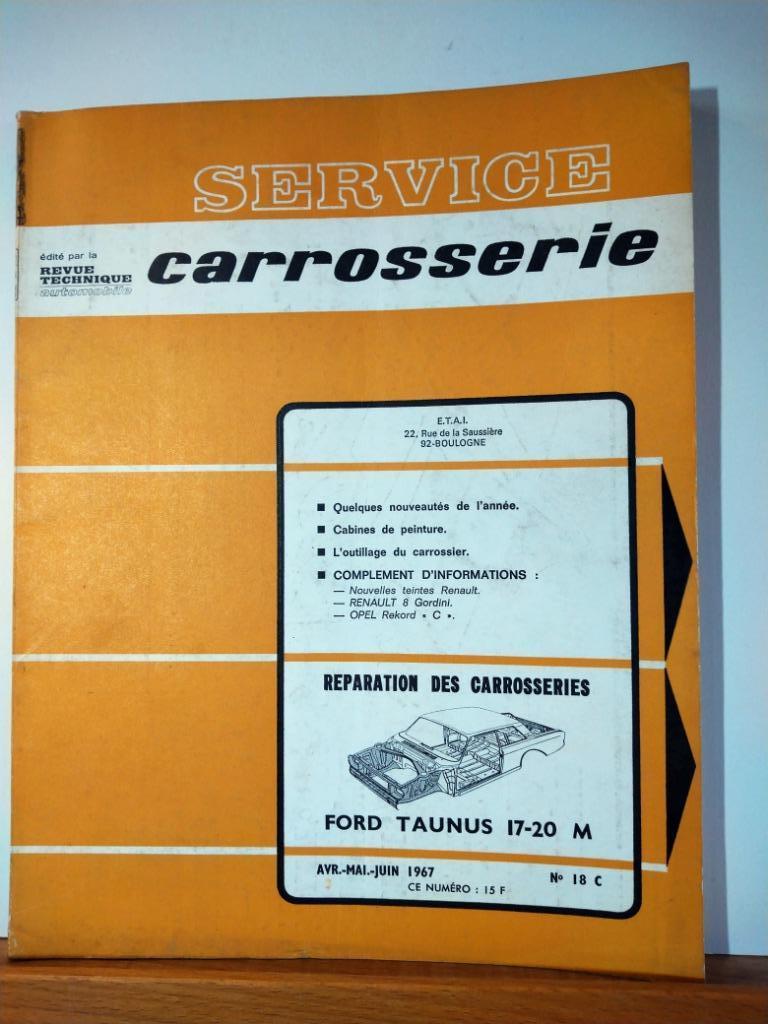 SERVICE
carrosserie
édité par la
REVUE
TECHNIQUE
automobile
E.T.A.I.
22, Rue de la Saussière
92-BOULOGNE
■ Quelques nouveautés de l'année.
■ Cabines de peinture.
■ L'outillage du carrossier.
■ COMPLEMENT D'INFORMATIONS :
— Nouvelles teintes Renault.
— RENAULT 8 Gordini.
— OPEL Rekord « C ».
REPARATION DES CARROSSERIES
FORD TAUNUS 17-20 M
AVR.-MAI.-JUIN 1967
No 18 C
CE NUMÉRO : 15 F